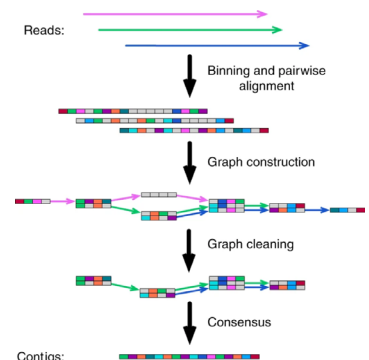 Reads:
Binning and pairwise
alignment
Graph construction
Graph cleaning
Consensus
Contigs: